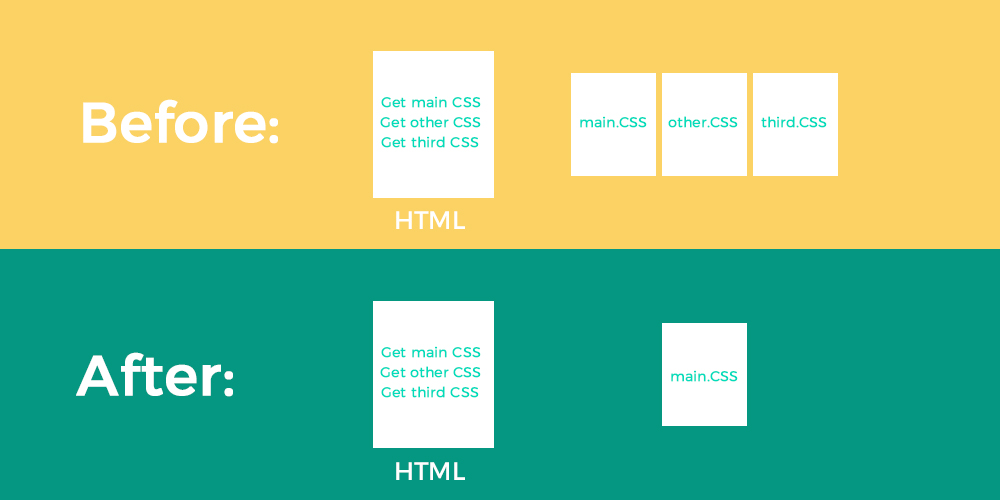 Before:
Get main CSS
Get other CSS
Get third CSS
HTML
main.CSS
other.CSS
third.CSS
After:
Get main CSS
Get other CSS
Get third CSS
HTML
main.CSS